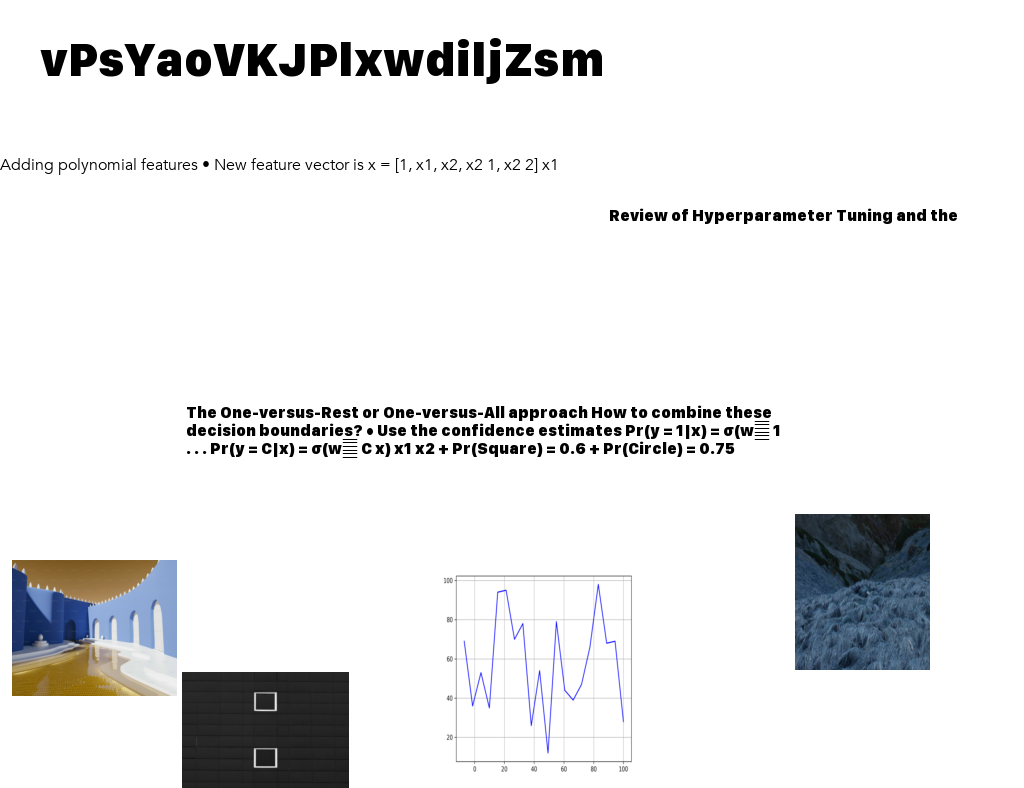 vPsYaoVKJPlxwdiljZsm
Adding polynomial features • New feature vector is x = [1, x1, x2, x2 1, x2 2] x1
Review of Hyperparameter Tuning and the
The One-versus-Rest or One-versus-All approach How to combine these
decision boundaries? • Use the confidence estimates Pr(y = 1|x) = σ(w 1
. . . Pr(y = C|x) = σ(w C x) x1 x2 + Pr(Square) = 0.6 + Pr(Circle) = 0.75
100
80
60
40
20
0 20 40 60 80 100